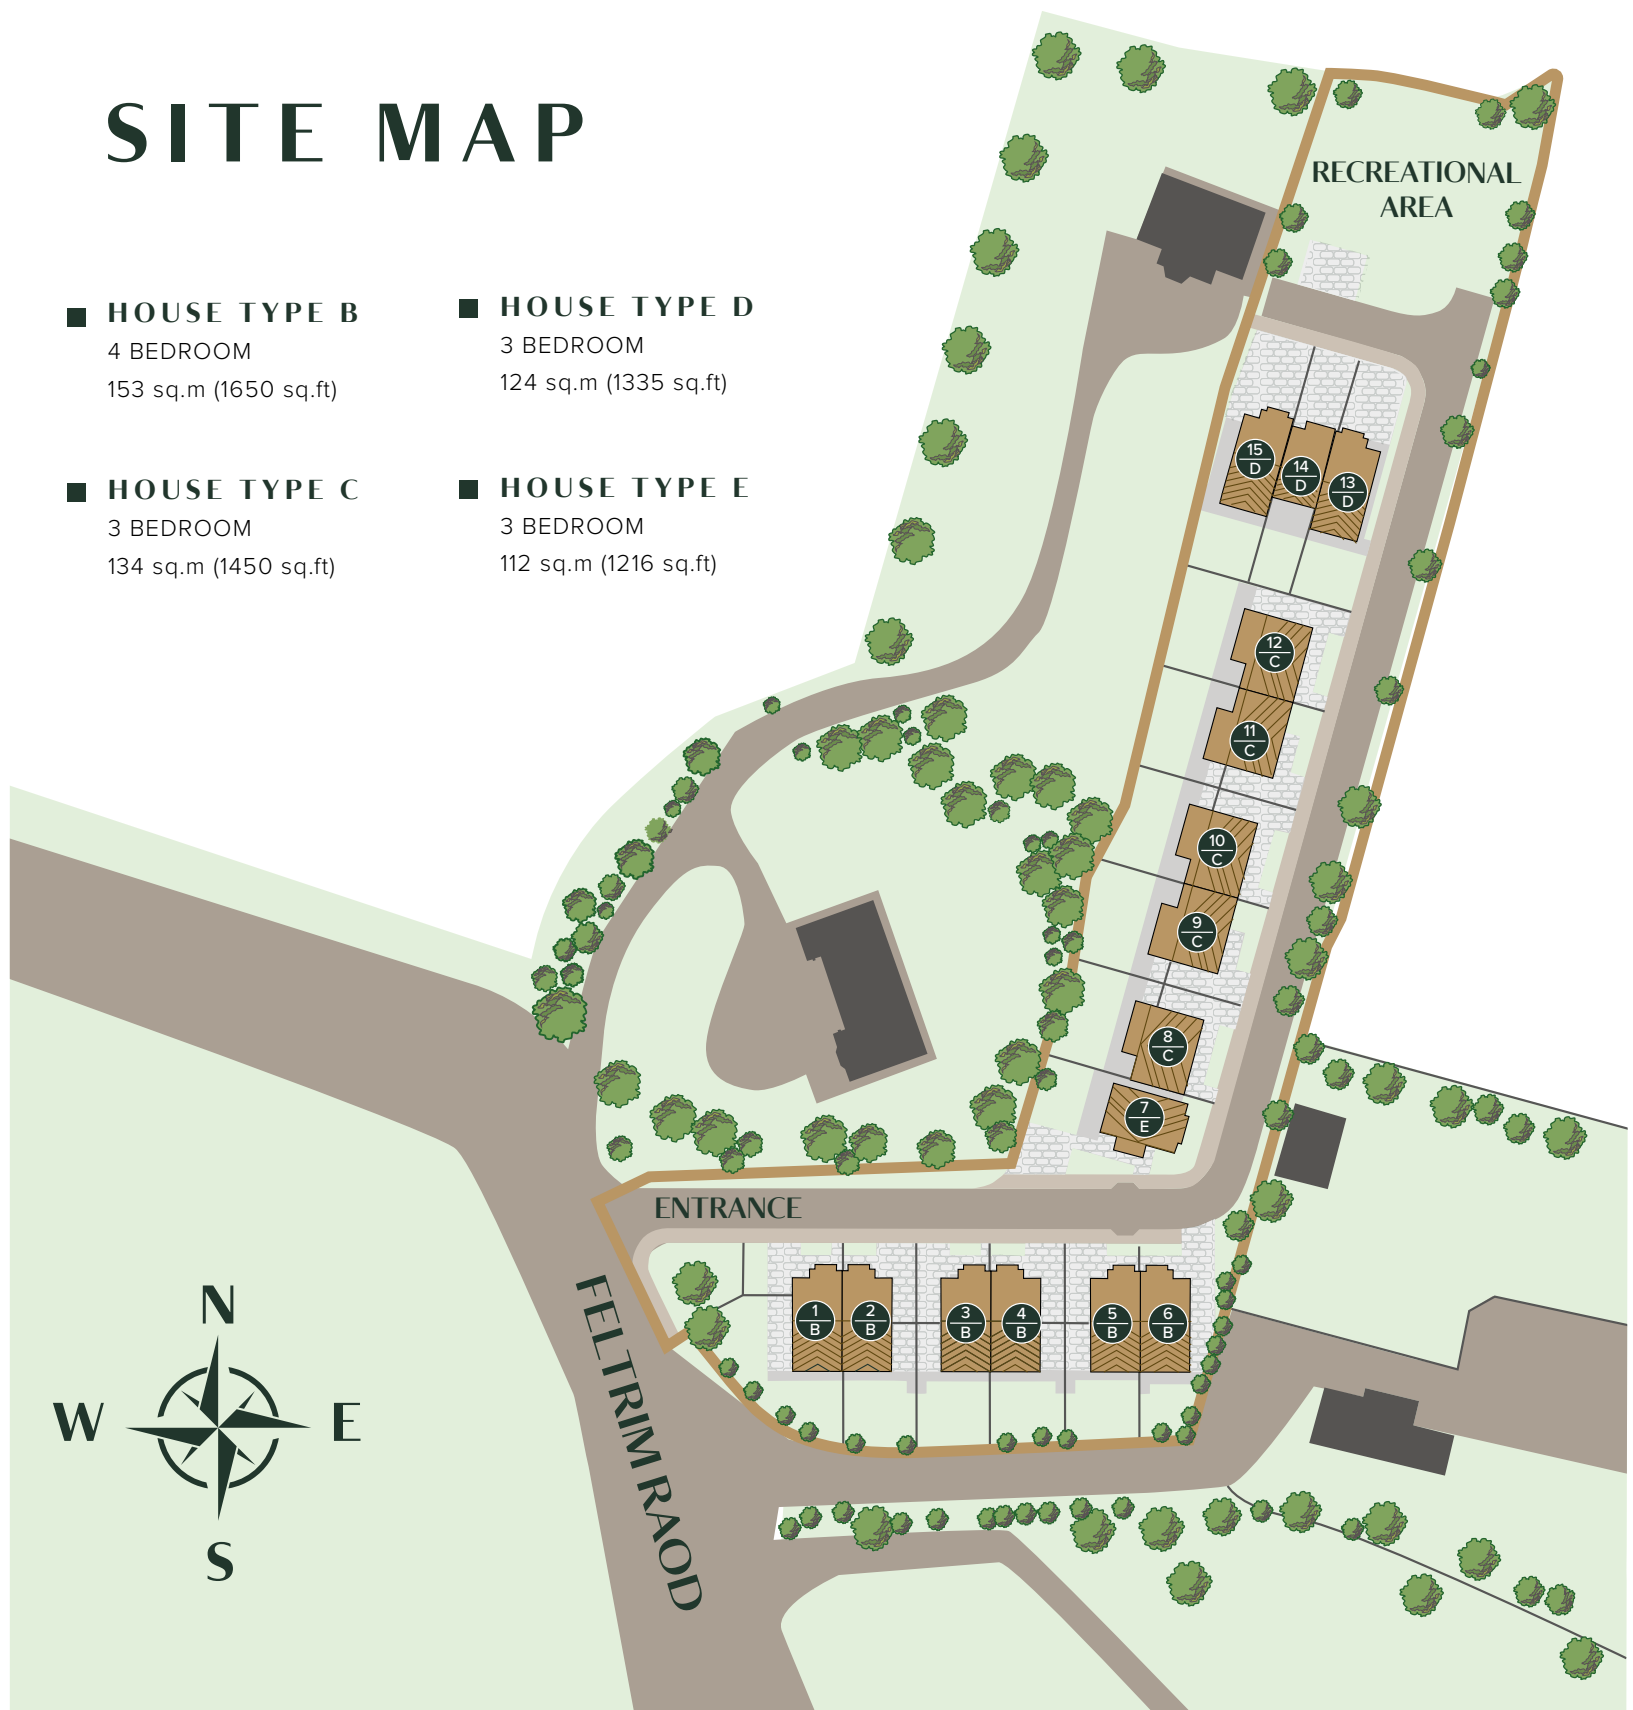 SITE MAP
HOUSE TYPE B
4 BEDROOM
153 sq.m (1650 sq.ft)
HOUSE TYPE D
3 BEDROOM
124 sq.m (1335 sq.ft)
HOUSE TYPE C
3 BEDROOM
134 sq.m (1450 sq.ft)
HOUSE TYPE E
3 BEDROOM
112 sq.m (1216 sq.ft)
RECREATIONAL
AREA
15
D
14
D
13
D
12
C
11
C
10
C
9
C
8
C
7
E
ENTRANCE
1
B
2
B
3
B
4
B
5
B
6
B
FELTRIM RAOD
N
W
E
S